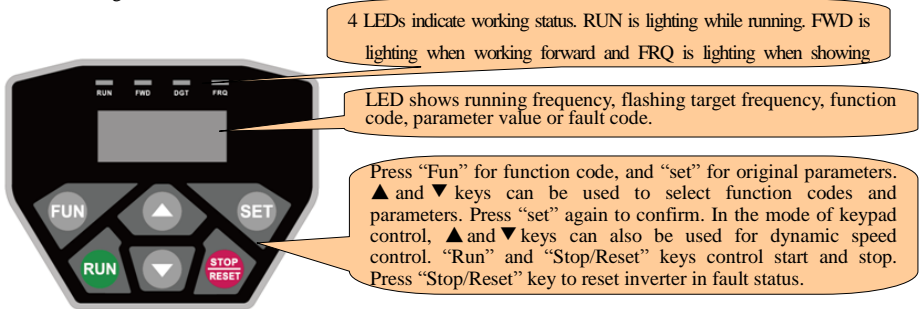 4 LEDs indicate working status. RUN is lighting while running. FWD is
lighting when working forward and FRQ is lighting when showing
RUN FWD DGT FRQ
LED shows running frequency, flashing target frequency, function
code, parameter value or fault code.
Press “Fun” for function code, and “set” for original parameters.
▲ and ▼ keys can be used to select function codes and
parameters. Press “set” again to confirm. In the mode of keypad
control, ▲ and ▼ keys can also be used for dynamic speed
control. “Run” and “Stop/Reset” keys control start and stop.
Press “Stop/Reset” key to reset inverter in fault status.
FUN
SET
RUN
STOP
RESET